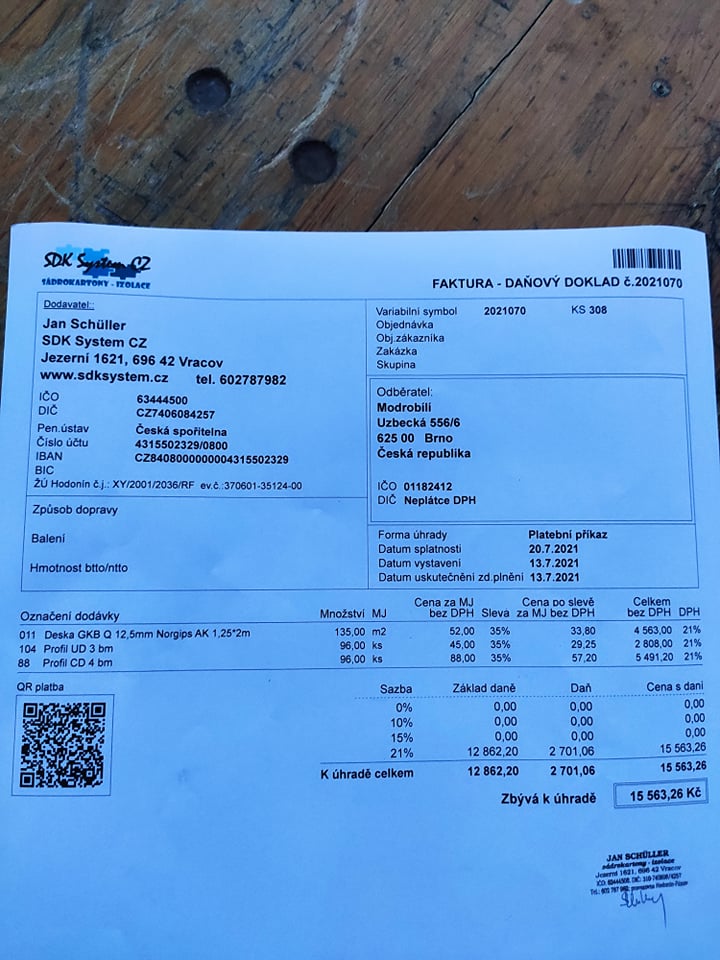 SDK System CZ
SÁDROKARTONY - IZOLACE
FAKTURA - DAŇOVÝ DOKLAD č.2021070
Dodavatel::
Jan Schüller
SDK System CZ
Jezerní 1621, 696 42 Vracov
www.sdksystem.cz tel. 602787982
IČO 63444500
DIČ CZ7406084257
Pen.ústav Česká spořitelna
Číslo účtu 4315502329/0800
IBAN CZ8408000000004315502329
BIC
ŽÚ Hodonín č.j.: XY/2001/2036/RF ev.č.:370601-35124-00
Variabilní symbol 2021070 KS 308
Objednávka
Obj.zákazníka
Zakázka
Skupina
Odběratel:
Modrobílí
Uzbecká 556/6
625 00 Brno
Česká republika
IČO 01182412
DIČ Neplátce DPH
Způsob dopravy
Balení
Hmotnost btto/ntto
Forma úhrady Platební příkaz
Datum splatnosti 20.7.2021
Datum vystavení 13.7.2021
Datum uskutečnění zd.plnění 13.7.2021
Označení dodávky Množství MJ Cena za MJ bez DPH Sleva Cena po slevě za MJ bez DPH Celkem bez DPH DPH
011 Deska GKB Q 12,5mm Norgips AK 1,25*2m 135,00 m2 52,00 35% 33,80 4 563,00 21%
104 Profil UD 3 bm 96,00 ks 45,00 35% 29,25 2 808,00 21%
88 Profil CD 4 bm 96,00 ks 88,00 35% 57,20 5 491,20 21%
QR platba
Sazba Základ daně Daň Cena s daní
0% 0,00 0,00 0,00
10% 0,00 0,00 0,00
15% 0,00 0,00 0,00
21% 12 862,20 2 701,06 15 563,26
K úhradě celkem 12 862,20 2 701,06 15 563,26
Zbývá k úhradě 15 563,26 Kč
JAN SCHÜLLER
sádrokartony - izolace
Jezerní 1621, 696 42 Vracov